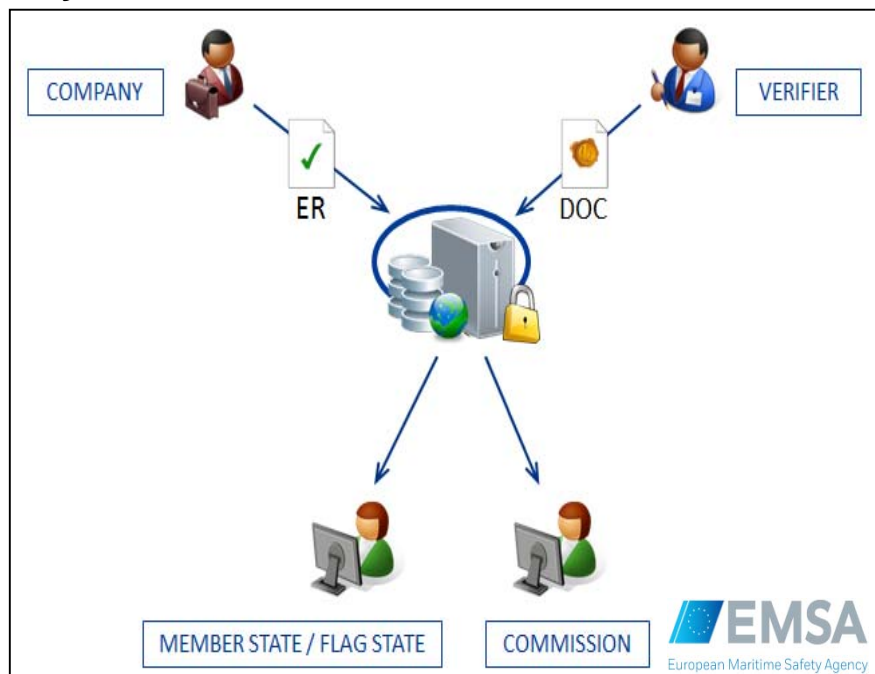 COMPANY
VERIFIER
ER
DOC
MEMBER STATE / FLAG STATE
COMMISSION
EMSA
European Maritime Safety Agency